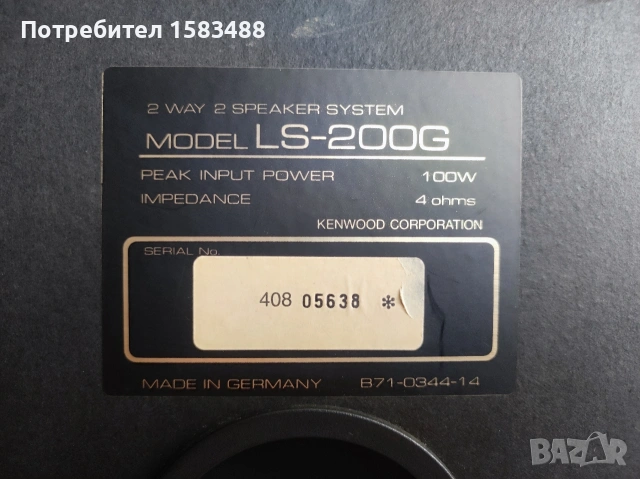 Потребител 1583488
2 WAY 2 SPEAKER SYSTEM
MODEL LS-200G
PEAK INPUT POWER 100W
IMPEDANCE 4 ohms
KENWOOD CORPORATION
SERIAL No.
408 05638 *
MADE IN GERMANY B71-0344-14
BAZAR